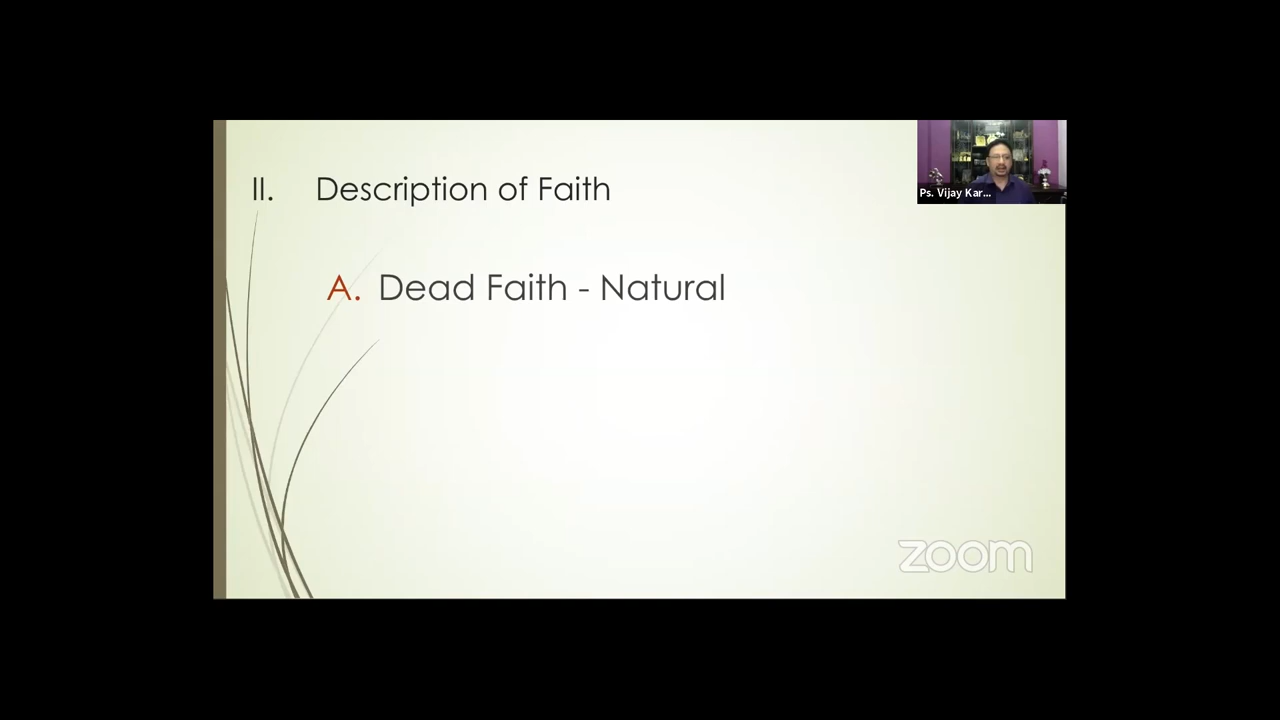 II. Description of Faith
Ps. Vijay Kar...
A. Dead Faith - Natural
zoom